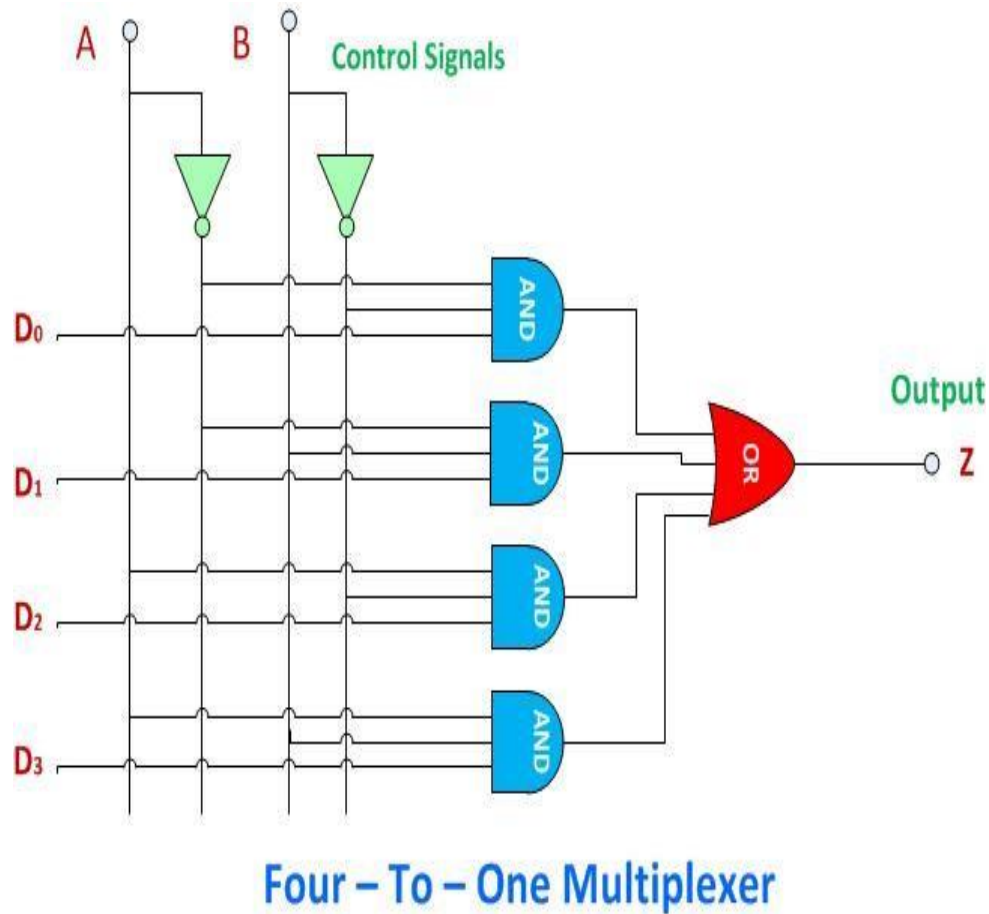 A
B
Control Signals
AND
D₀
Output
AND
OR
Z
D₁
AND
D₂
AND
D₃
Four – To – One Multiplexer